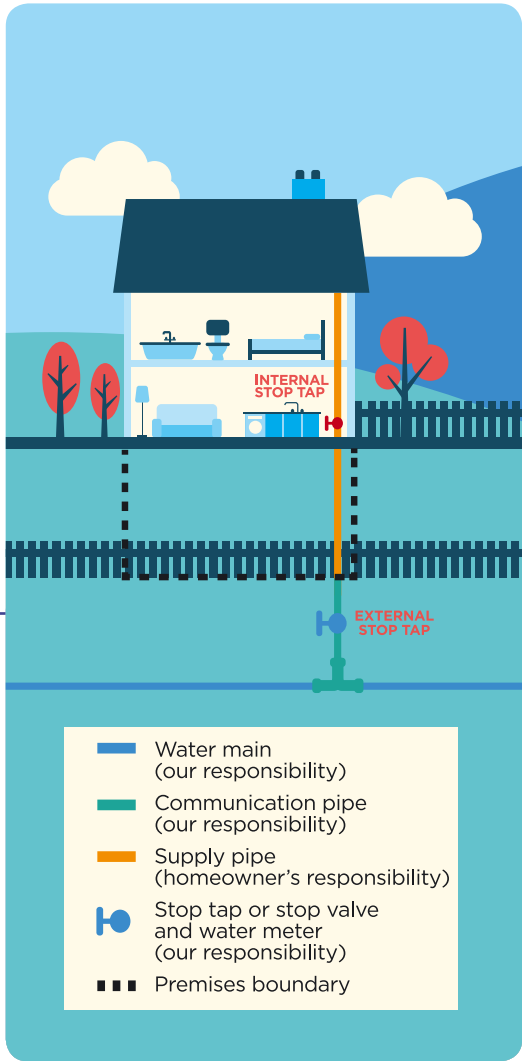 INTERNAL
STOP TAP
EXTERNAL
STOP TAP
Water main
(our responsibility)
Communication pipe
(our responsibility)
Supply pipe
(homeowner's responsibility)
Stop tap or stop valve
and water meter
(our responsibility)
Premises boundary